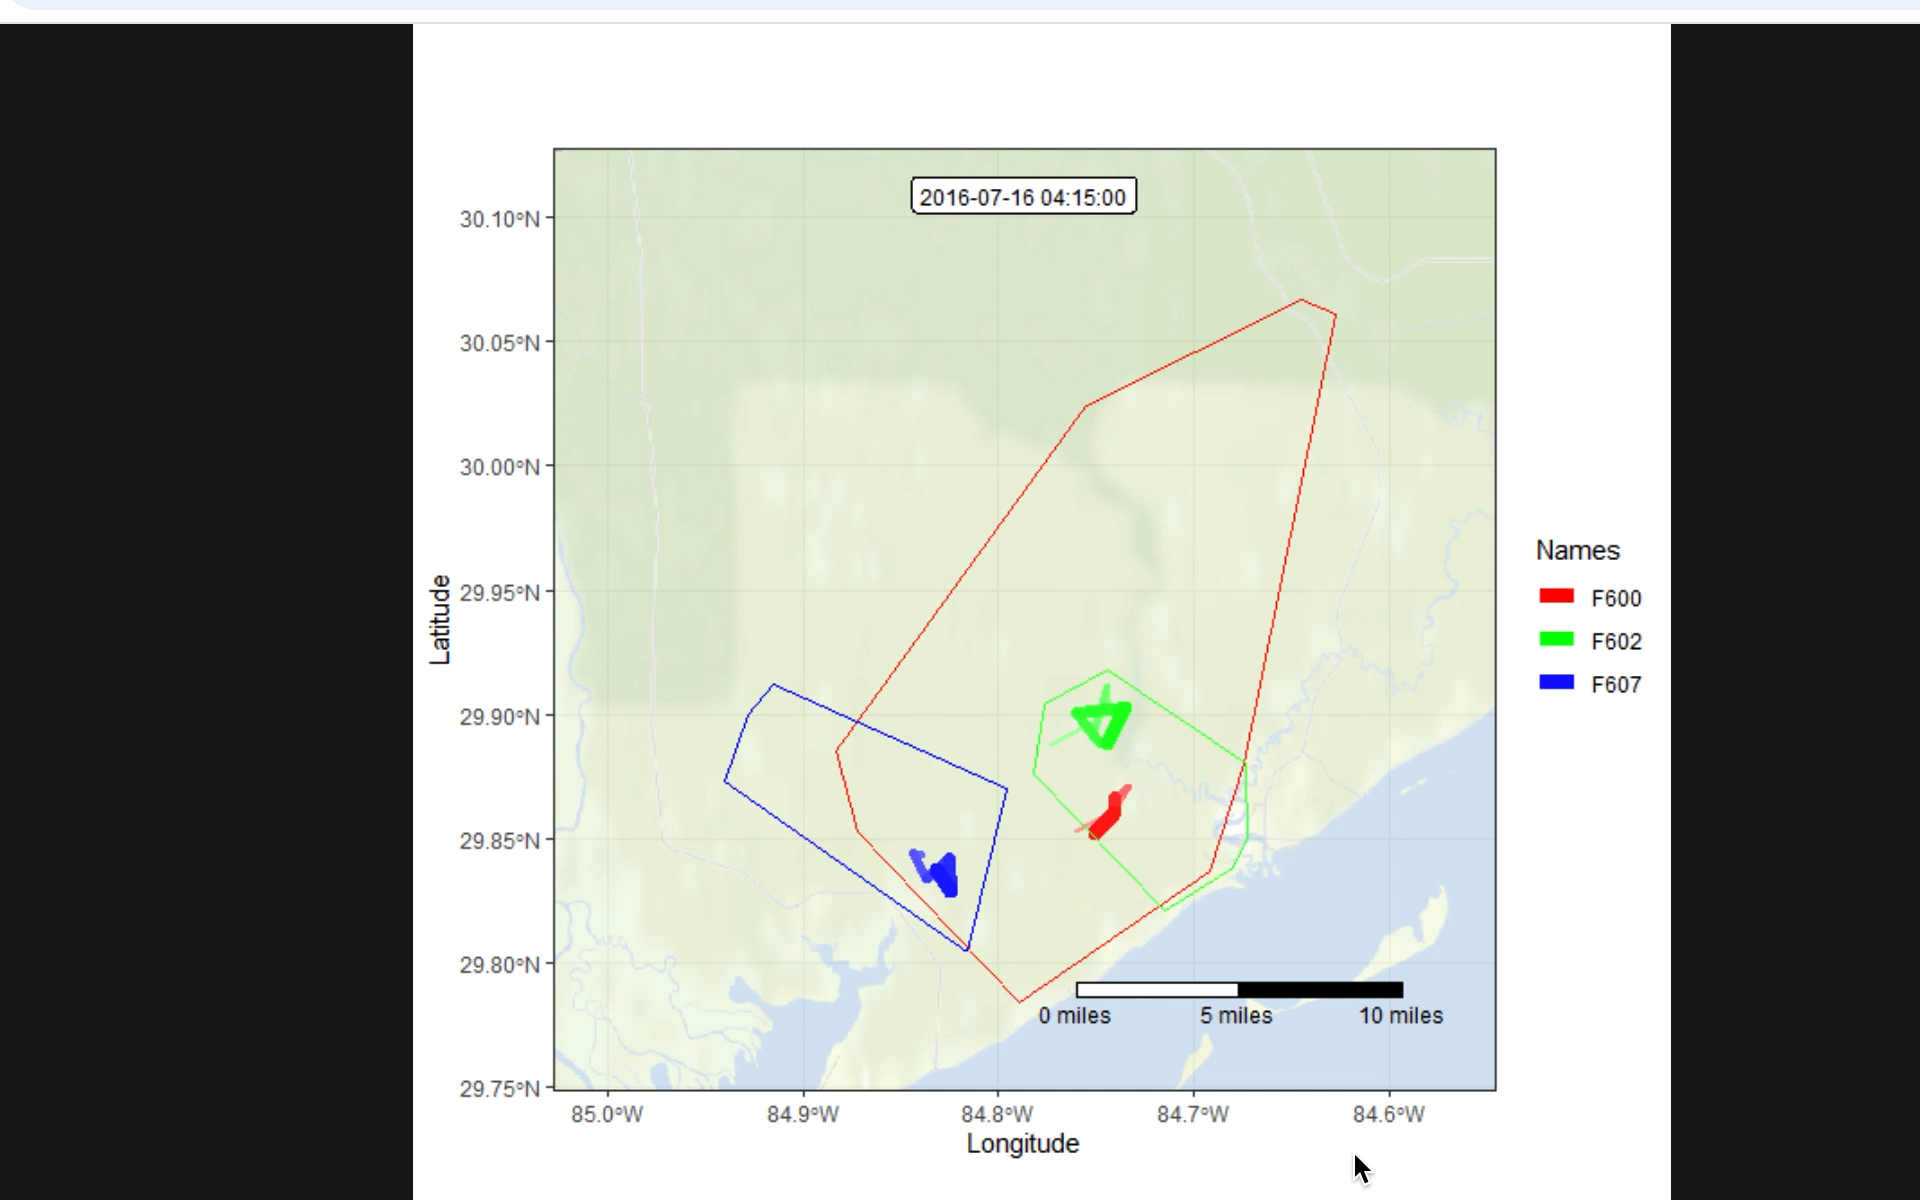 2016-07-16 04:15:00
30.10°N
30.05°N
30.00°N
29.95°N
29.90°N
29.85°N
29.80°N
29.75°N
Latitude
85.0°W
84.9°W
84.8°W
84.7°W
84.6°W
Longitude
0 miles
5 miles
10 miles
Names
F600
F602
F607